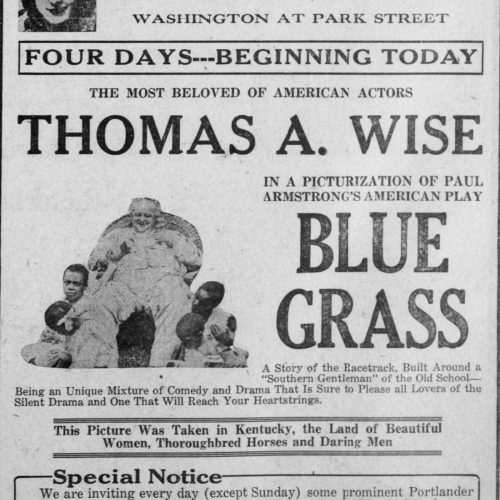 WASHINGTON AT PARK STREET
FOUR DAYS---BEGINNING TODAY
THE MOST BELOVED OF AMERICAN ACTORS
THOMAS A. WISE
IN A PICTURIZATION OF PAUL
ARMSTRONG'S AMERICAN PLAY
BLUE
GRASS
A Story of the Racetrack, Built Around a
"Southern Gentleman" of the Old School—
Being an Unique Mixture of Comedy and Drama That Is Sure to Please all Lovers of the
Silent Drama and One That Will Reach Your Heartstrings.
This Picture Was Taken in Kentucky, the Land of Beautiful
Women, Thoroughbred Horses and Daring Men
Special Notice
We are inviting every day (except Sunday) some prominent Portlander